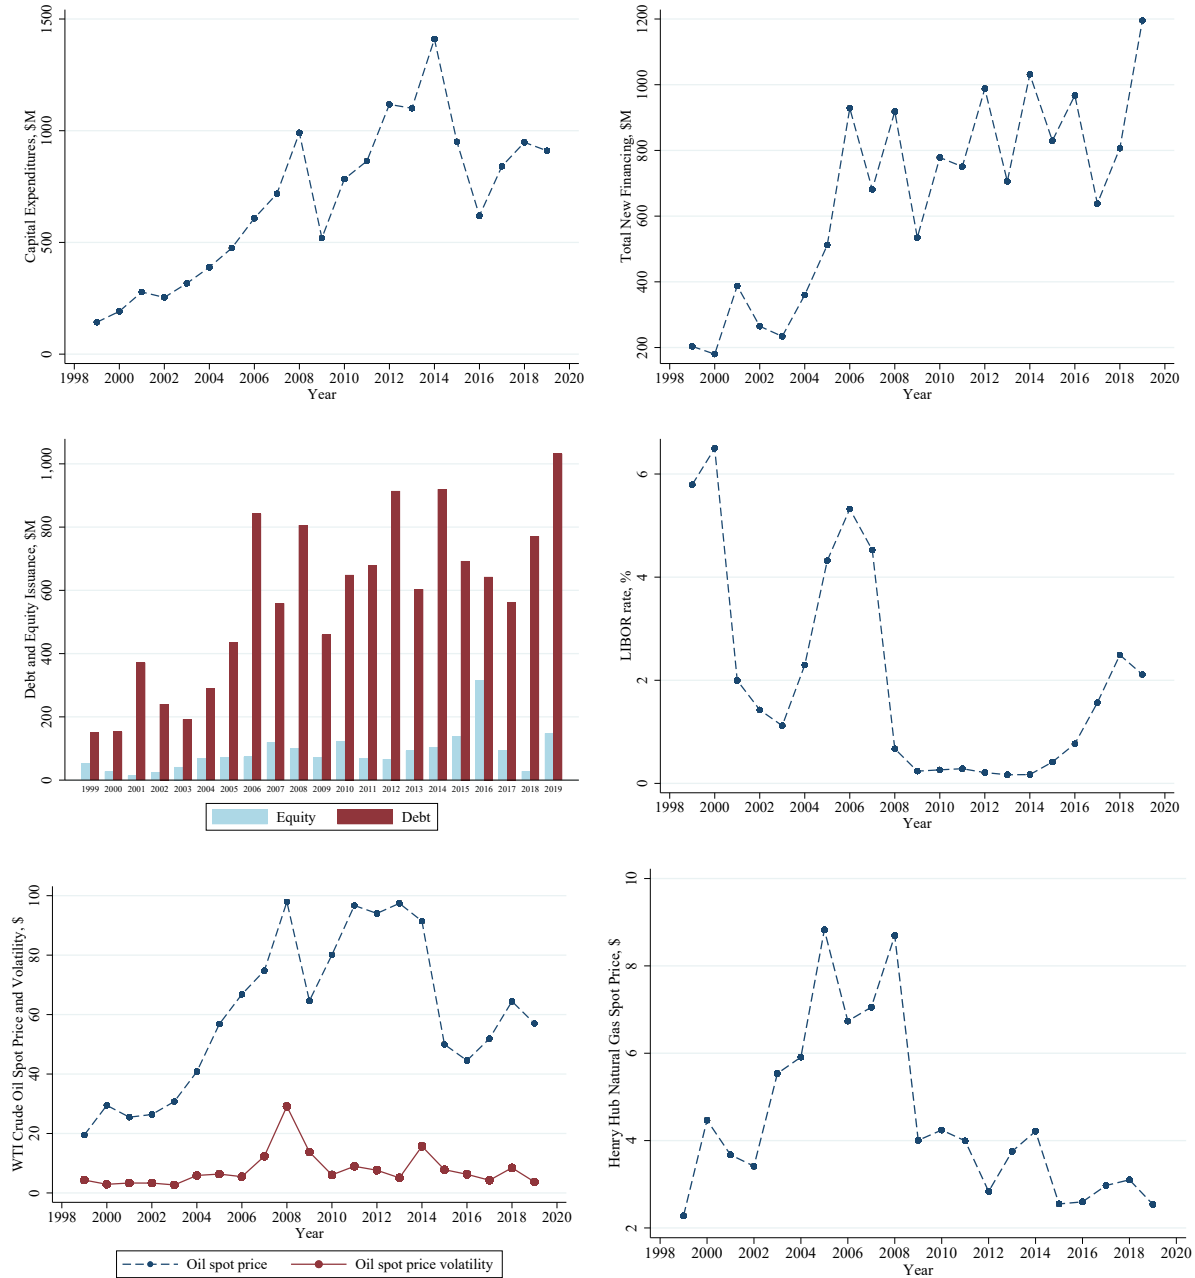 Capital Expenditures, $M
1500
1000
500
0
1998 2000 2002 2004 2006 2008 2010 2012 2014 2016 2018 2020
Year
Total New Financing, $M
1200
1000
800
600
400
200
1998 2000 2002 2004 2006 2008 2010 2012 2014 2016 2018 2020
Year
Debt and Equity Issuance, $M
1,000
800
600
400
200
0
1999 2000 2001 2002 2003 2004 2005 2006 2007 2008 2009 2010 2011 2012 2013 2014 2015 2016 2017 2018 2019
Equity Debt
LIBOR rate, %
6
4
2
0
1998 2000 2002 2004 2006 2008 2010 2012 2014 2016 2018 2020
Year
WTI Crude Oil Spot Price and Volatility, $
100
80
60
40
20
0
1998 2000 2002 2004 2006 2008 2010 2012 2014 2016 2018 2020
Year
Oil spot price Oil spot price volatility
Henry Hub Natural Gas Spot Price, $
10
8
6
4
2
1998 2000 2002 2004 2006 2008 2010 2012 2014 2016 2018 2020
Year